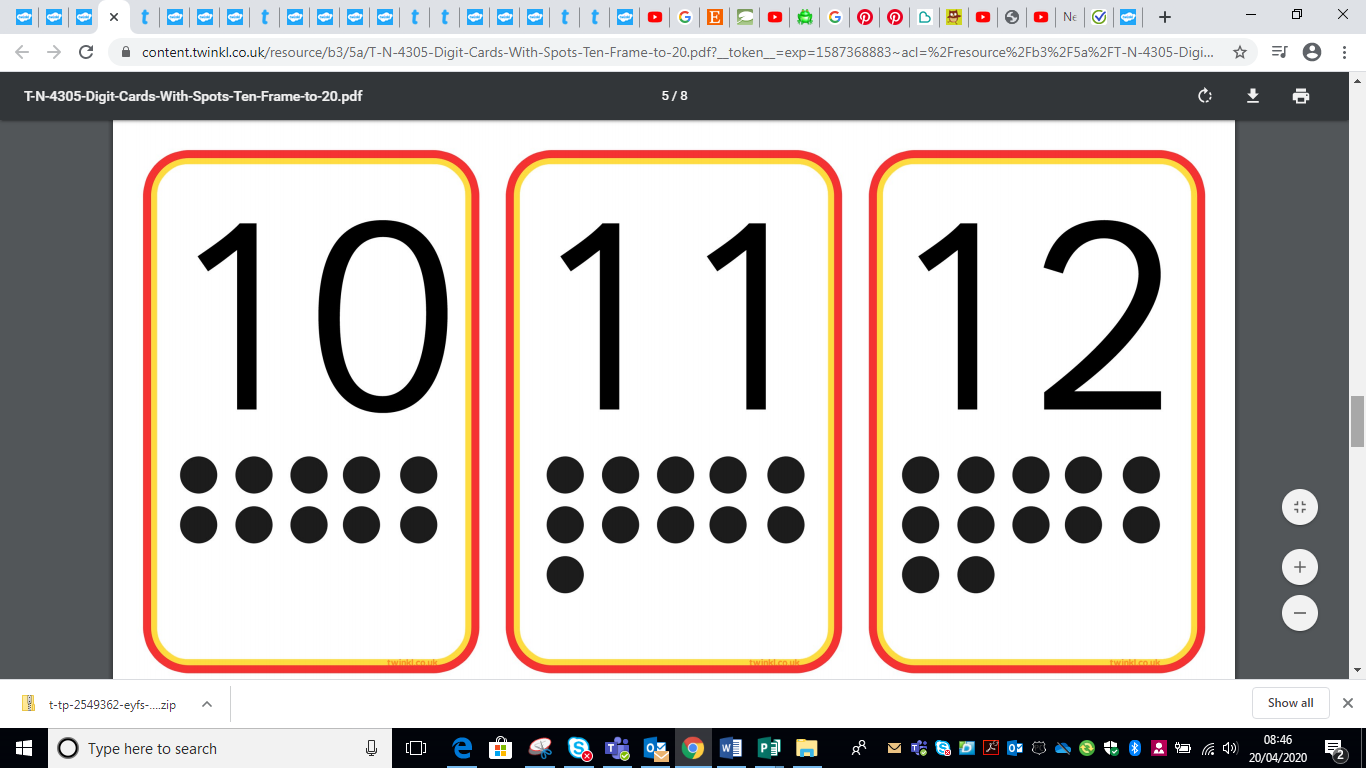 content.twinkl.co.uk/resource/b3/5a/T-N-4305-Digit-Cards-With-Spots-Ten-Frame-to-20.pdf?__token__=exp=1587368883~acl=%2Fresource%2Fb3%2F5a%2FT-N-4305-Digi...
T-N-4305-Digit-Cards-With-Spots-Ten-Frame-to-20.pdf 5 / 8
10 11 12
twinkl.co.uk twinkl.co.uk twinkl.co.uk
t-tp-2549362-eyfs-....zip Show all
Type here to search 08:46
20/04/2020
2